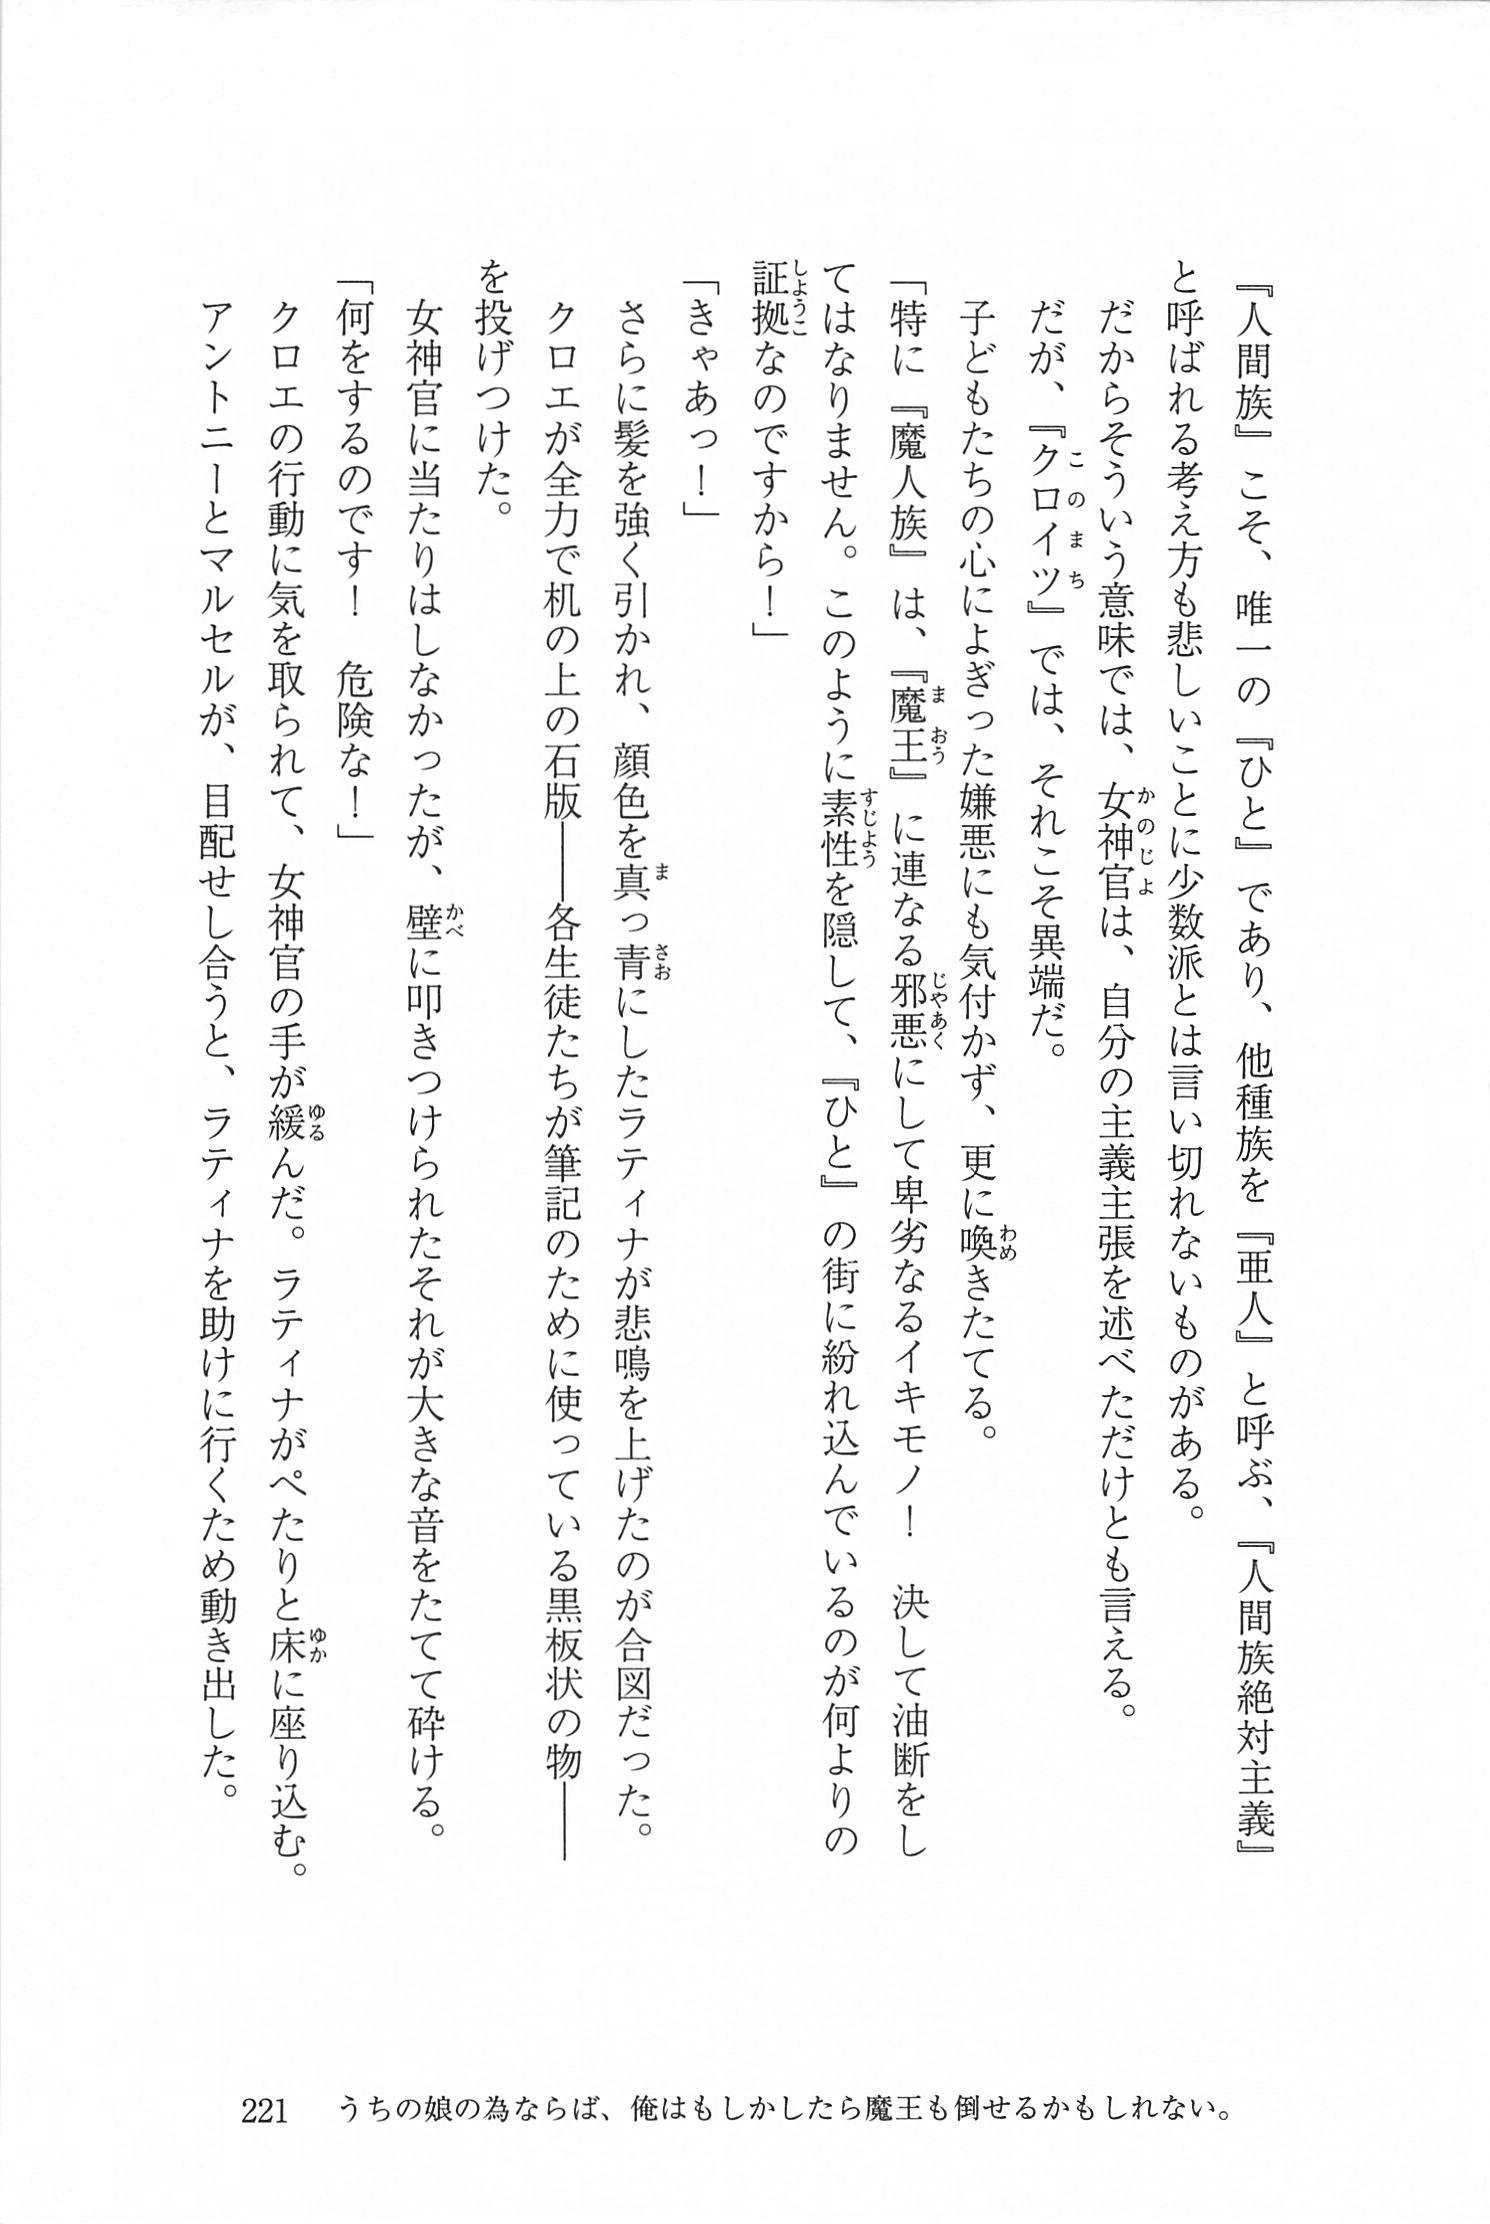 『人間族』こそ、唯一の『ひと』であり、他種族を『亜人』と呼ぶ、『人間族絶対主義』
と呼ばれる考え方も悲しいことに少数派とは言い切れないものがある。
だからそういう意味では、女神官は、自分の主義主張を述べただけとも言える。
だが、『クロイツ』では、それこそ異端だ。
子どもたちの心によぎった嫌悪にも気付かず、更に喚きたてる。
「特に『魔人族』は、『魔王』に連なる邪悪にして卑劣なるイキモノ！　決して油断をし
てはなりません。このように素性を隠して、『ひと』の街に紛れ込んでいるのが何よりの
証拠なのですから！」
「きゃあっ！」
さらに髪を強く引かれ、顔色を真っ青にしたラティナが悲鳴を上げたのが合図だった。
クロエが全力で机の上の石版――各生徒たちが筆記のために使っている黒板状の物――
を投げつけた。
女神官に当たりはしなかったが、壁に叩きつけられたそれが大きな音をたてて砕ける。
「何をするのです！　危険な！」
クロエの行動に気を取られて、女神官の手が緩んだ。ラティナがぺたりと床に座り込む。
アントニーとマルセルが、目配せし合うと、ラティナを助けに行くため動き出した。
221　うちの娘の為ならば、俺はもしかしたら魔王も倒せるかもしれない。